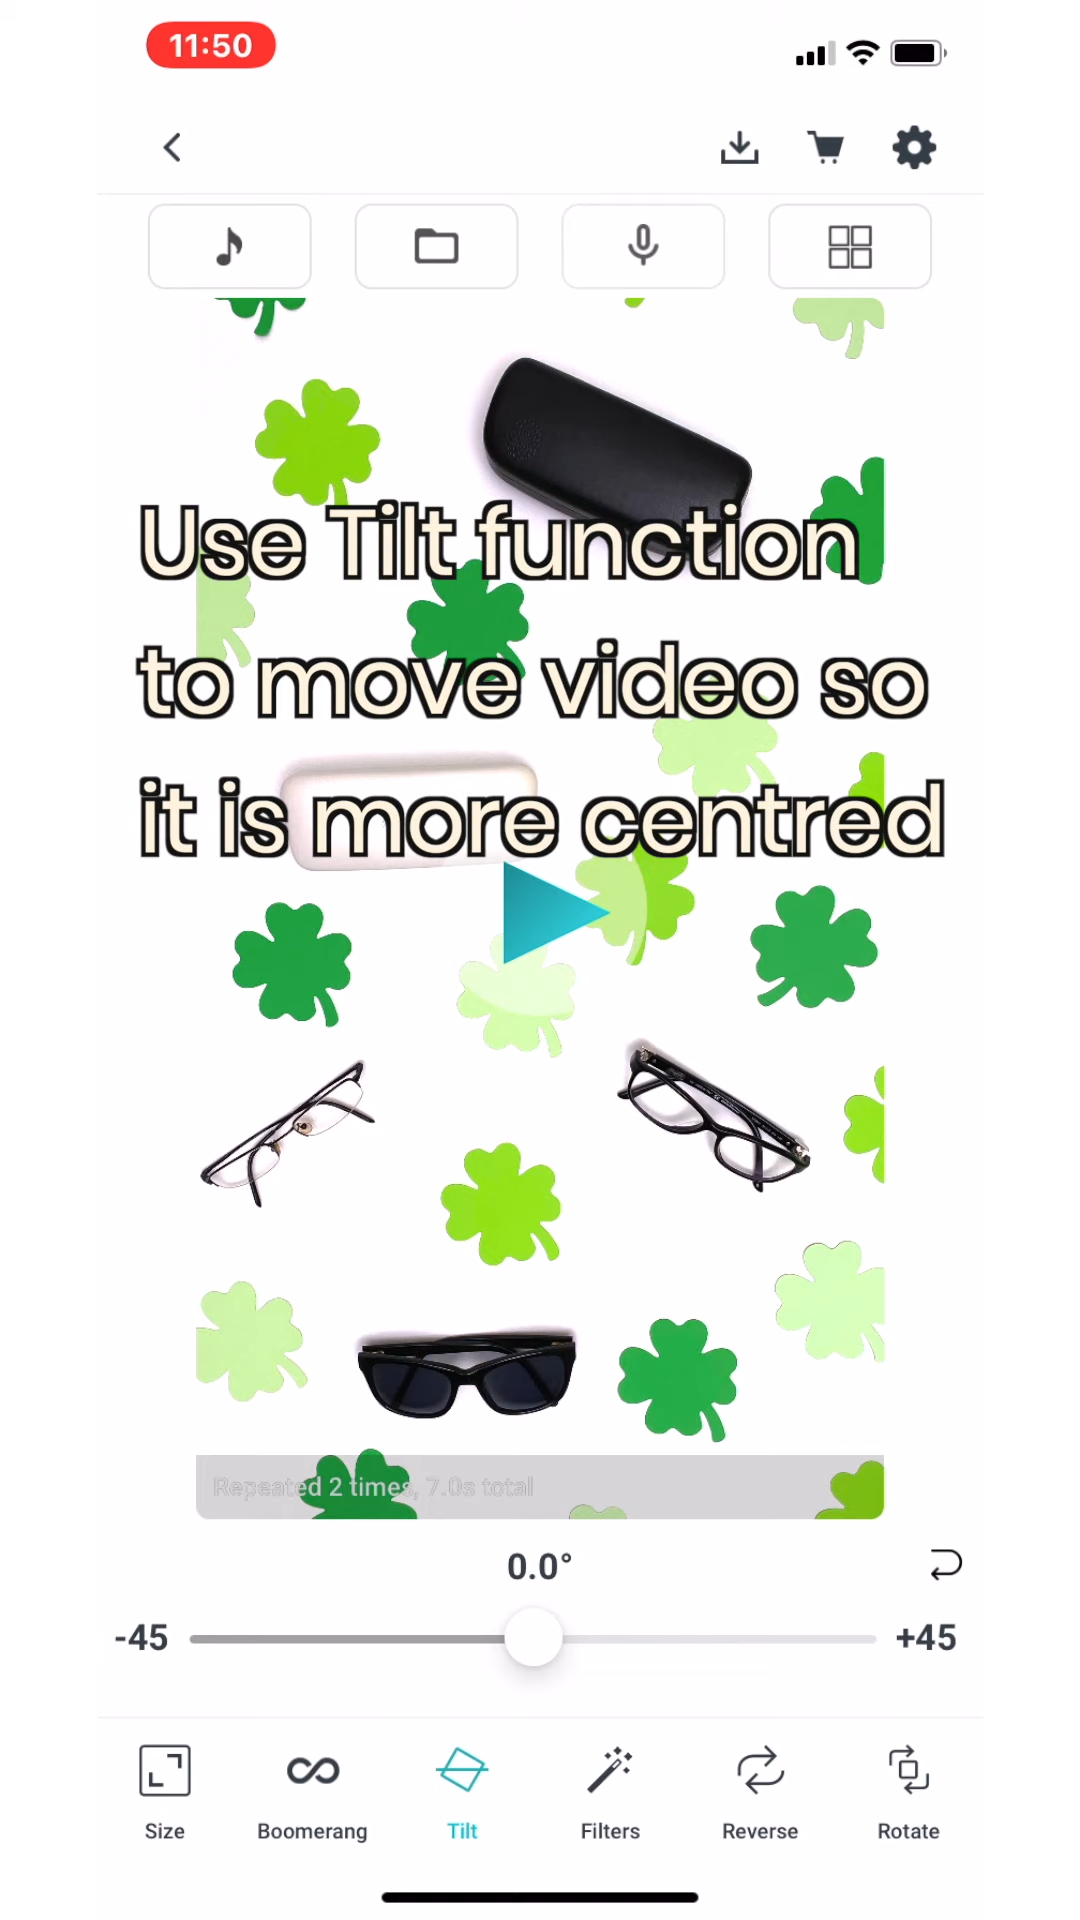 11:50
Use Tilt function
to move video so
it is more centred
Repeated 2 times, 7.0s total
0.0°
-45
+45
Size
Boomerang
Tilt
Filters
Reverse
Rotate